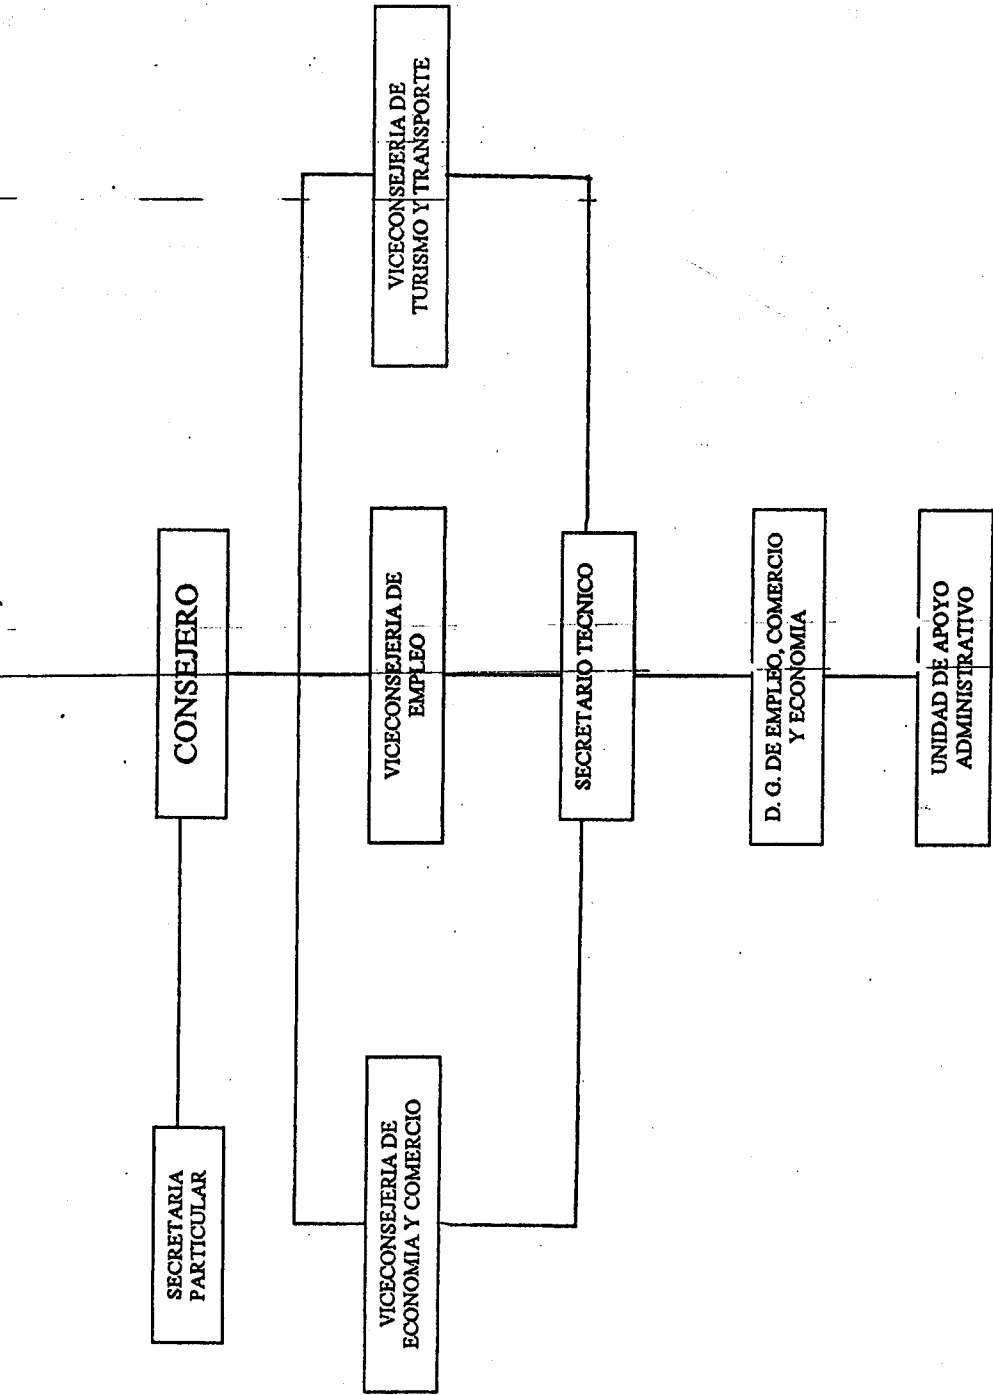 CONSEJERO
SECRETARIA
PARTICULAR
VICECONSEJERIA DE
ECONOMIA Y COMERCIO
VICECONSEJERIA DE
EMPLEO
VICECONSEJERIA DE
TURISMO Y TRANSPORTE
SECRETARIO TECNICO
D. G. DE EMPLEO, COMERCIO
Y ECONOMIA
UNIDAD DE APOYO
ADMINISTRATIVO